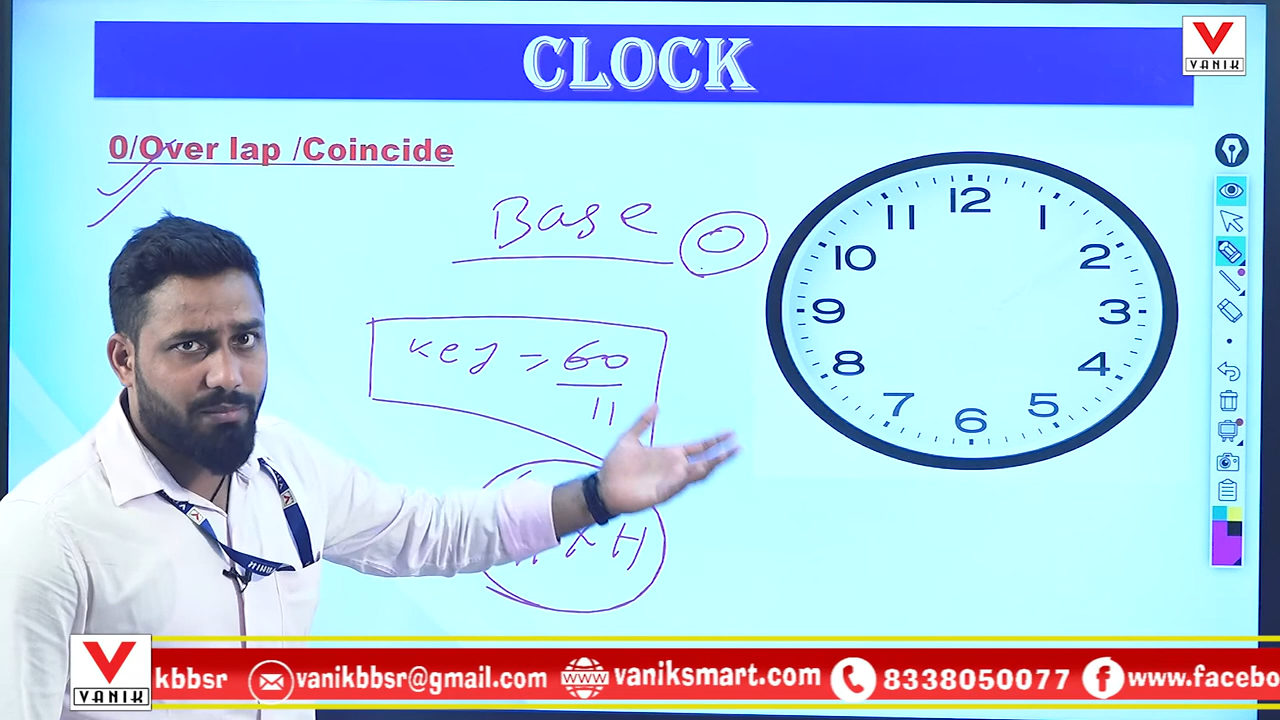 CLOCK
VANIK
0/Over lap /Coincide
Base 0
Key → 60
11
× H
12
1
2
3
4
5
6
7
8
9
10
11
VANIK
kbbsr vanikbbsr@gmail.com www vaniksmart.com 8338050077 f www.facebo